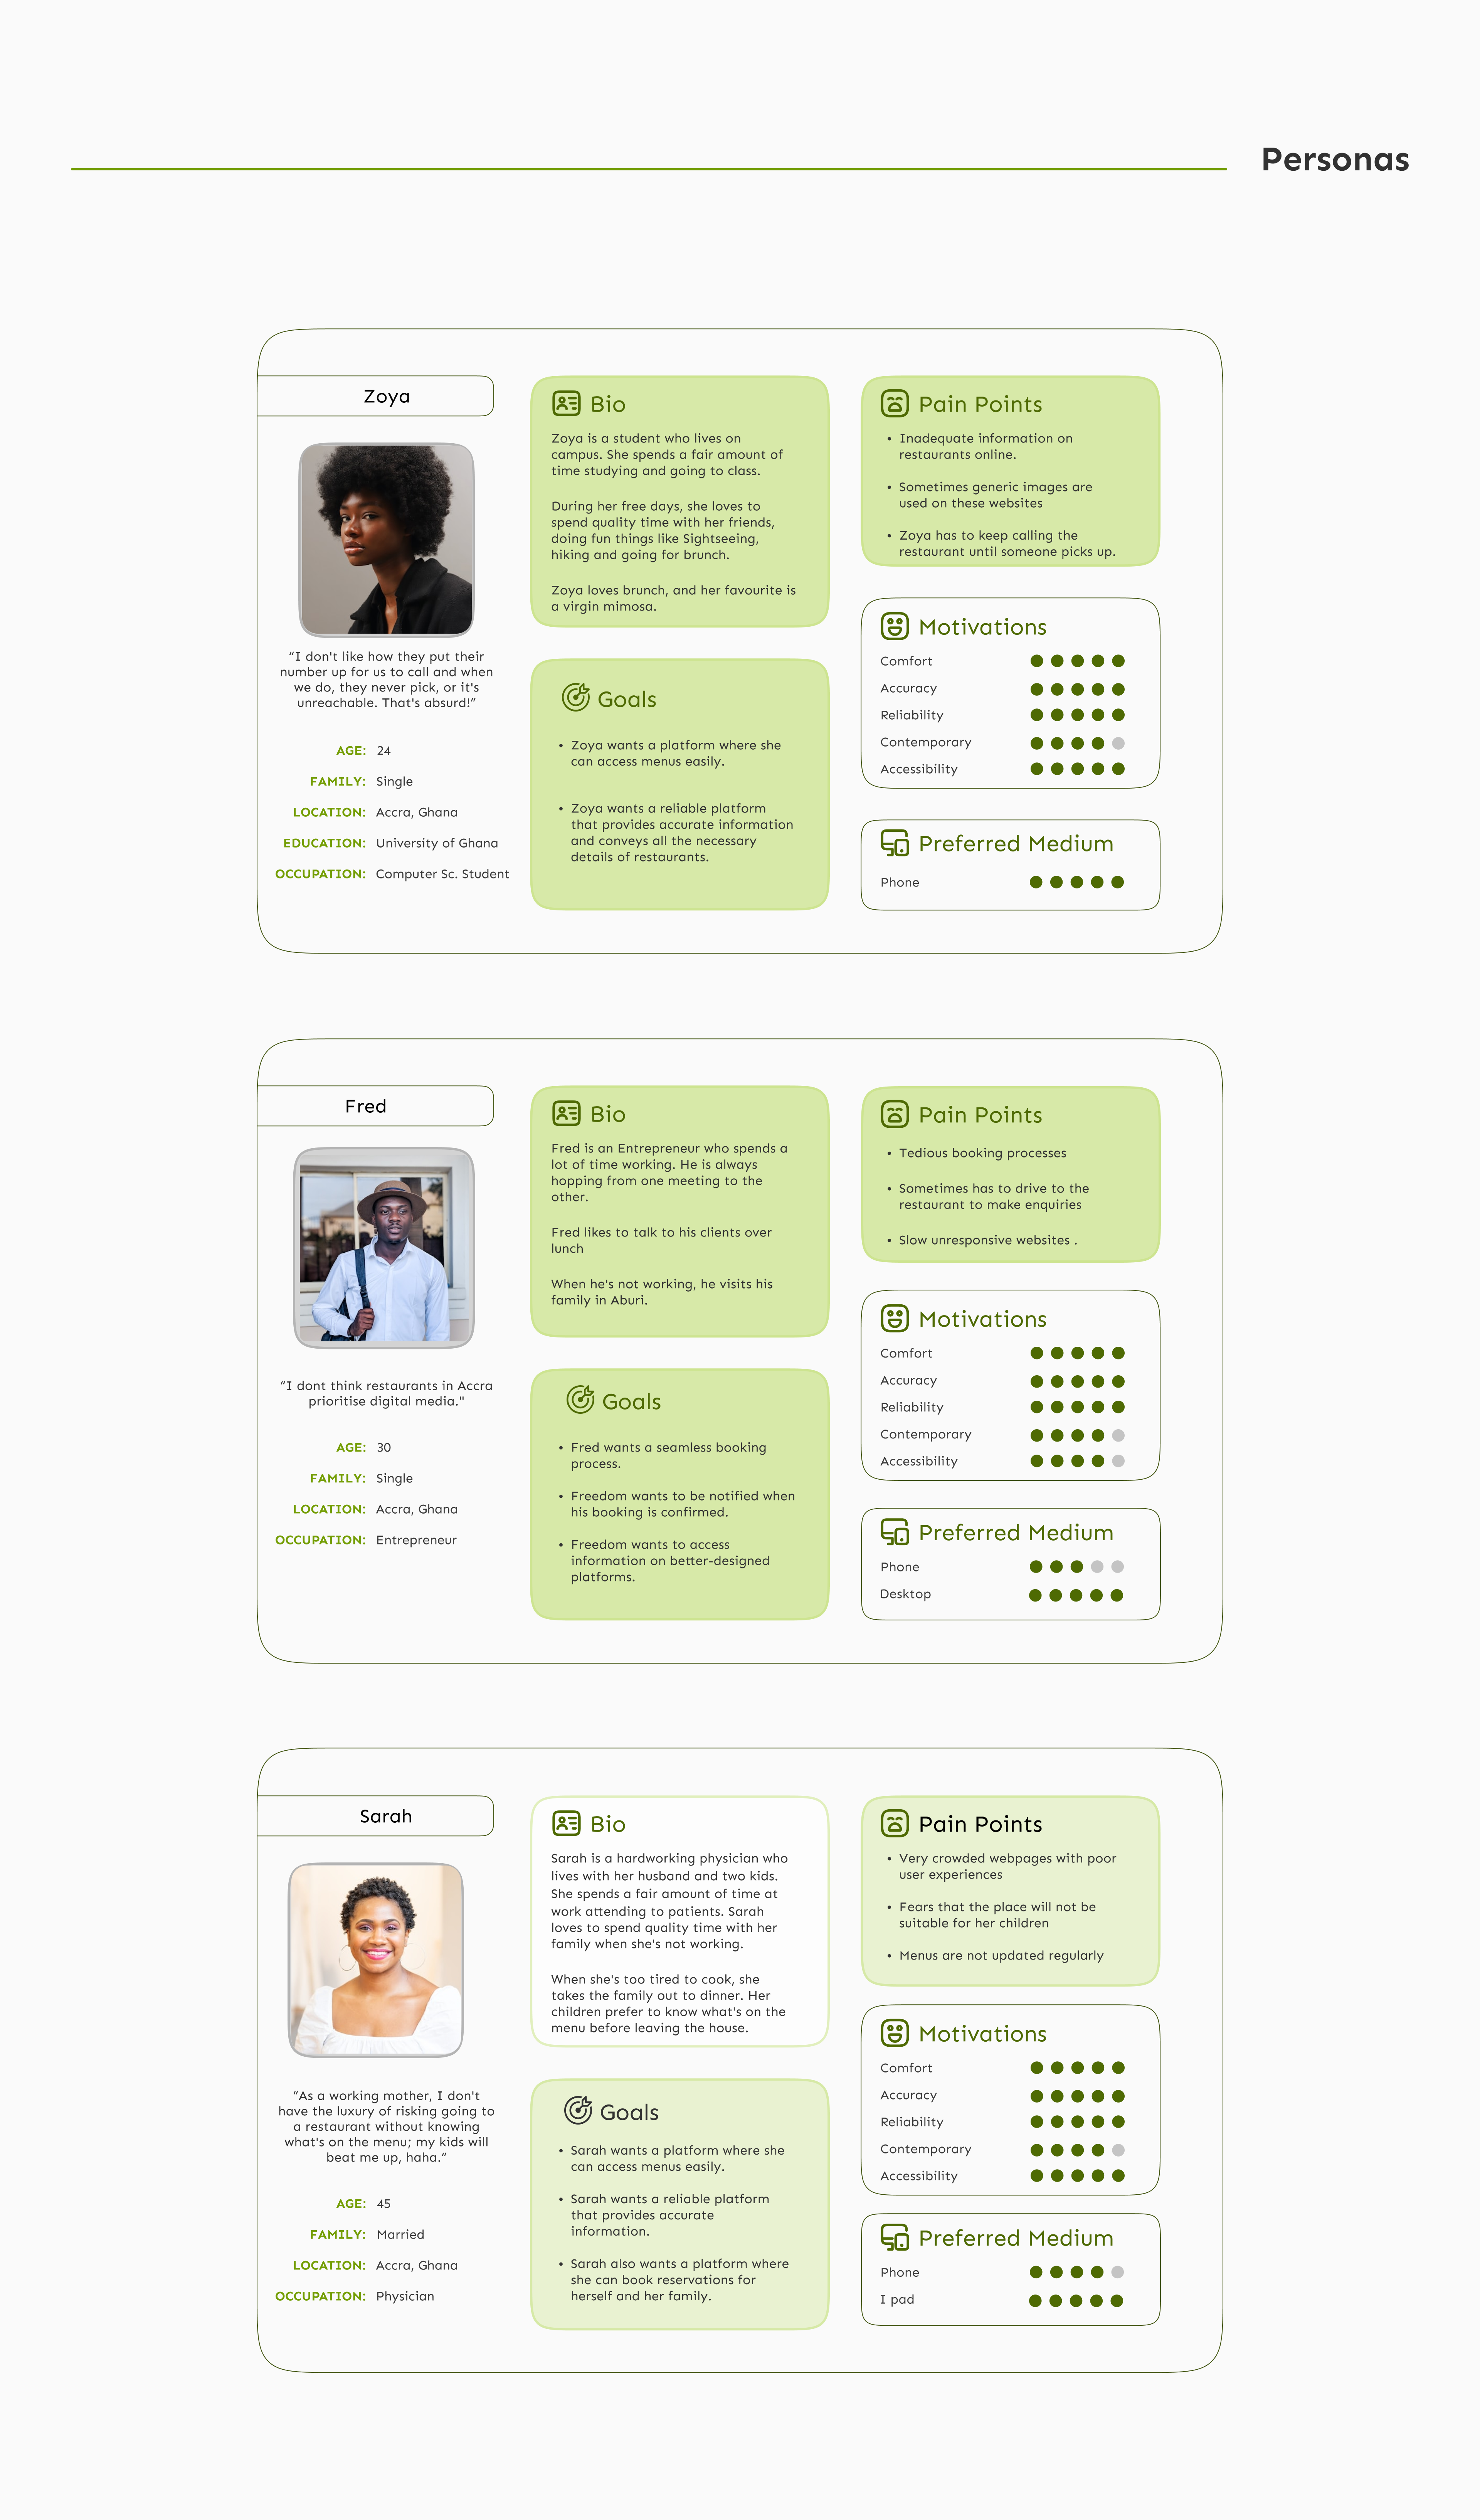 Personas
Zoya
“I don't like how they put their
number up for us to call and when
we do, they never pick, or it's
unreachable. That's absurd!”
AGE: 24
FAMILY: Single
LOCATION: Accra, Ghana
EDUCATION: University of Ghana
OCCUPATION: Computer Sc. Student
Bio
Zoya is a student who lives on
campus. She spends a fair amount of
time studying and going to class.
During her free days, she loves to
spend quality time with her friends,
doing fun things like Sightseeing,
hiking and going for brunch.
Zoya loves brunch, and her favourite is
a virgin mimosa.
Goals
• Zoya wants a platform where she
can access menus easily.
• Zoya wants a reliable platform
that provides accurate information
and conveys all the necessary
details of restaurants.
Pain Points
• Inadequate information on
restaurants online.
• Sometimes generic images are
used on these websites
• Zoya has to keep calling the
restaurant until someone picks up.
Motivations
Comfort
Accuracy
Reliability
Contemporary
Accessibility
Preferred Medium
Phone
Fred
“I dont think restaurants in Accra
prioritise digital media."
AGE: 30
FAMILY: Single
LOCATION: Accra, Ghana
OCCUPATION: Entrepreneur
Bio
Fred is an Entrepreneur who spends a
lot of time working. He is always
hopping from one meeting to the
other.
Fred likes to talk to his clients over
lunch
When he's not working, he visits his
family in Aburi.
Goals
• Fred wants a seamless booking
process.
• Freedom wants to be notified when
his booking is confirmed.
• Freedom wants to access
information on better-designed
platforms.
Pain Points
• Tedious booking processes
• Sometimes has to drive to the
restaurant to make enquiries
• Slow unresponsive websites .
Motivations
Comfort
Accuracy
Reliability
Contemporary
Accessibility
Preferred Medium
Phone
Desktop
Sarah
“As a working mother, I don't
have the luxury of risking going to
a restaurant without knowing
what's on the menu; my kids will
beat me up, haha.”
AGE: 45
FAMILY: Married
LOCATION: Accra, Ghana
OCCUPATION: Physician
Bio
Sarah is a hardworking physician who
lives with her husband and two kids.
She spends a fair amount of time at
work attending to patients. Sarah
loves to spend quality time with her
family when she's not working.
When she's too tired to cook, she
takes the family out to dinner. Her
children prefer to know what's on the
menu before leaving the house.
Goals
• Sarah wants a platform where she
can access menus easily.
• Sarah wants a reliable platform
that provides accurate
information.
• Sarah also wants a platform where
she can book reservations for
herself and her family.
Pain Points
• Very crowded webpages with poor
user experiences
• Fears that the place will not be
suitable for her children
• Menus are not updated regularly
Motivations
Comfort
Accuracy
Reliability
Contemporary
Accessibility
Preferred Medium
Phone
I pad